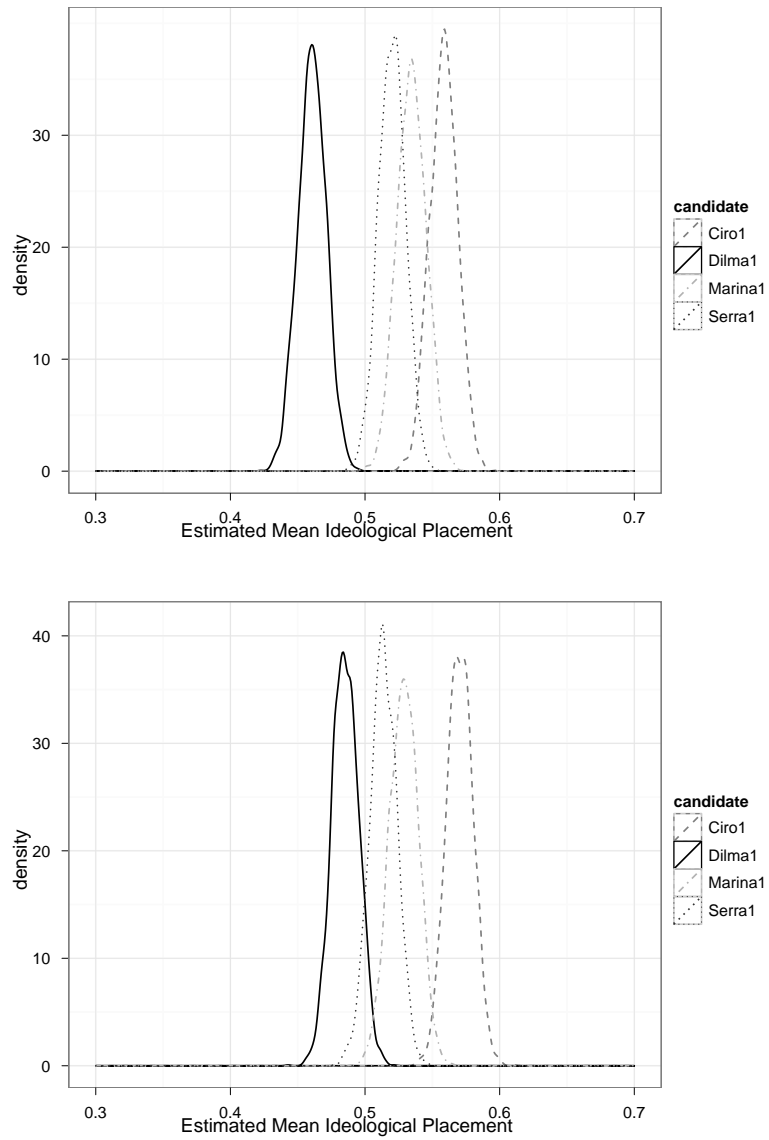 30
20
10
0
density
0.3 0.4 0.5 0.6 0.7
Estimated Mean Ideological Placement
candidate
Ciro1
Dilma1
Marina1
Serra1
40
30
20
10
0
density
0.3 0.4 0.5 0.6 0.7
Estimated Mean Ideological Placement
candidate
Ciro1
Dilma1
Marina1
Serra1